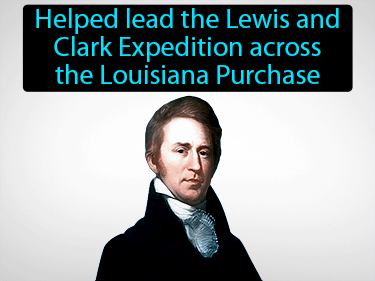 Helped lead the Lewis and
Clark Expedition across
the Louisiana Purchase